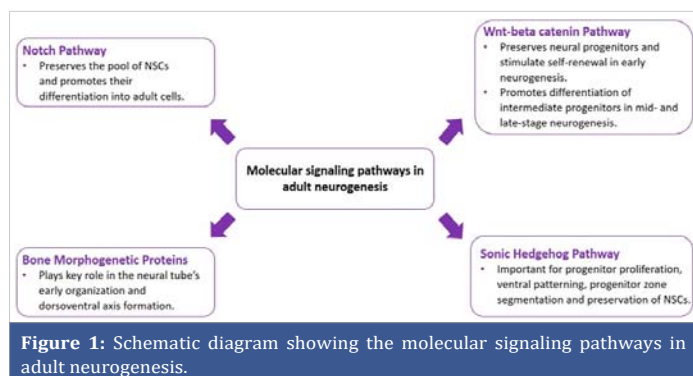 Notch Pathway
• Preserves the pool of NSCs
and promotes their
differentiation into adult cells.
Wnt-beta catenin Pathway
• Preserves neural progenitors and
stimulate self-renewal in early
neurogenesis.
• Promotes differentiation of
intermediate progenitors in mid- and
late-stage neurogenesis.
Molecular signaling pathways in
adult neurogenesis
Bone Morphogenetic Proteins
• Plays key role in the neural tube's
early organization and
dorsoventral axis formation.
Sonic Hedgehog Pathway
• Important for progenitor proliferation,
ventral patterning, progenitor zone
segmentation and preservation of NSCs.
Figure 1: Schematic diagram showing the molecular signaling pathways in
adult neurogenesis.